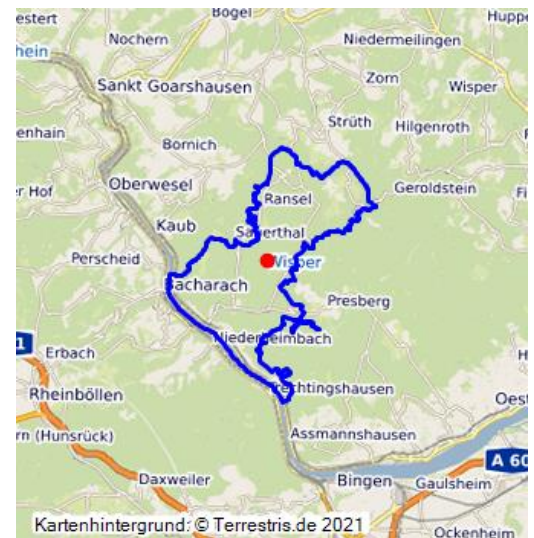 estert
Bogel
Huppe
Nochern
Niedermeilingen
hein
Zorn
Sankt Goarshausen
Wisper
Strüth
Hilgenroth
enhain
Bornich
er Hof
Oberwesel
Geroldstein
Fi
Ransel
Kaub
Sauerthal
Perscheid
Wisper
Bacharach
Presberg
1
Niederheimbach
Erbach
H
Trechtingshausen
Rheinböllen
Oest
rn (Hunsrück)
Assmannshausen
A 60
Daxweiler
Bingen
Gaulsheim
Kartenhintergrund: © Terrestris.de 2021
Ockenheim